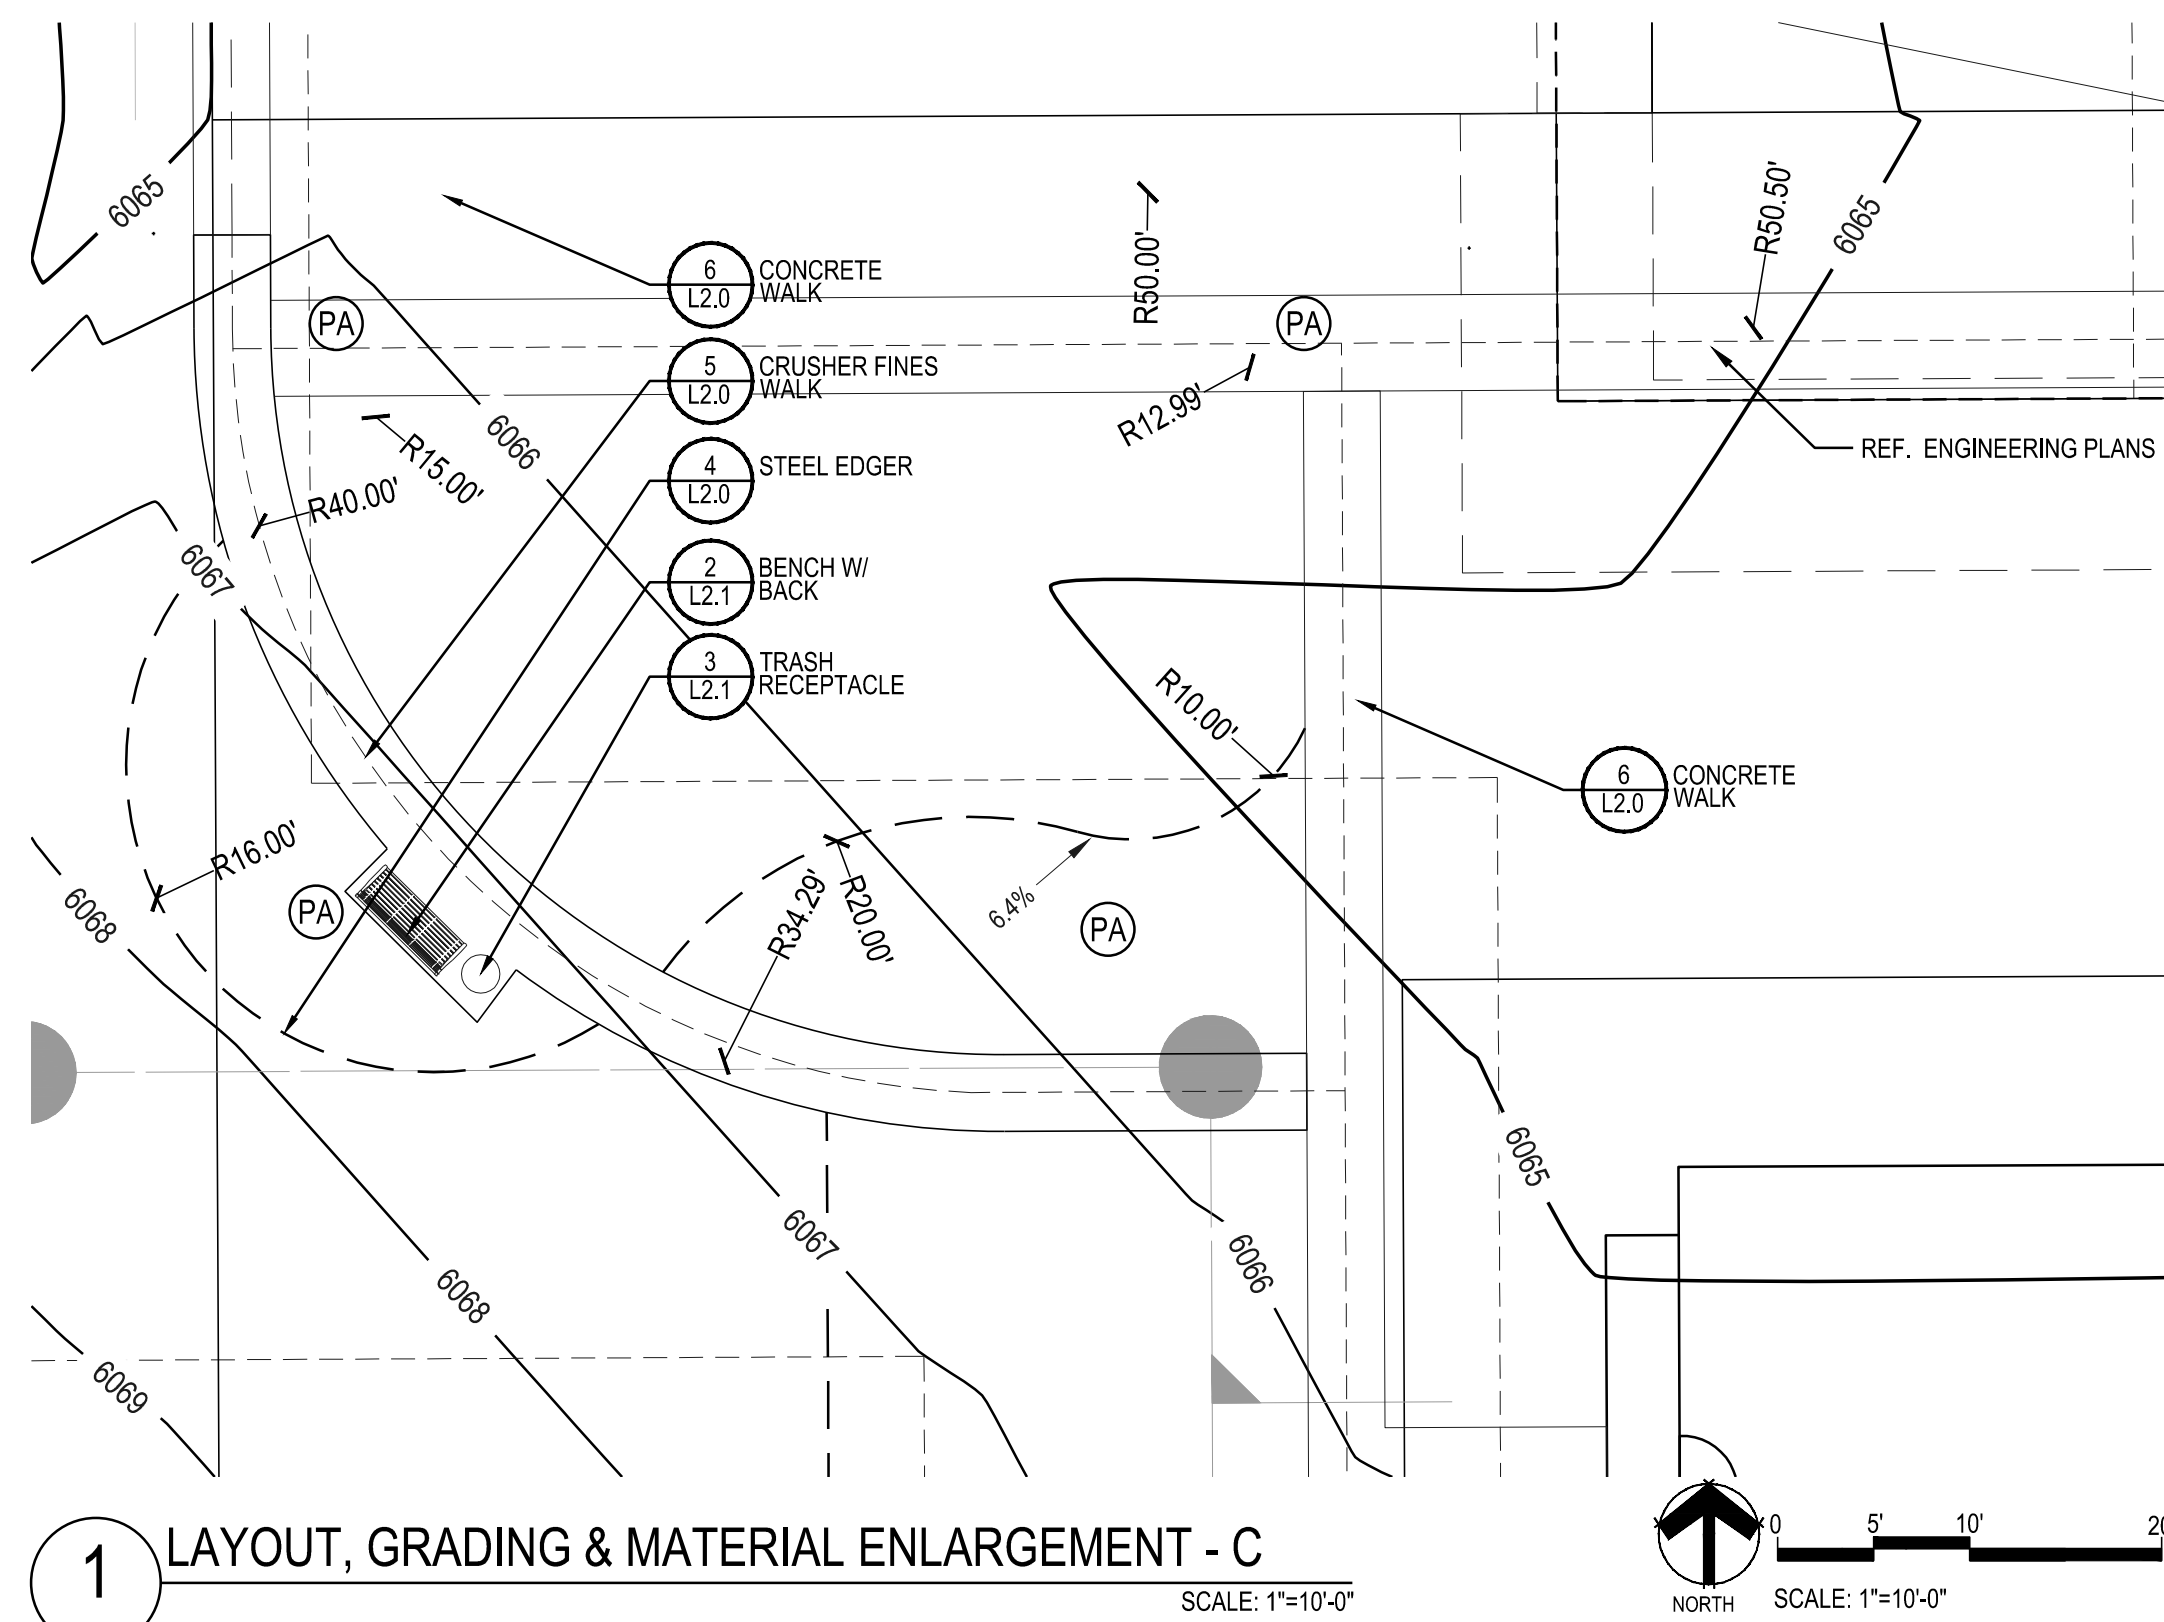 6065
6
L2.0
CONCRETE
WALK
R50.00'
R50.50'
6065
PA
PA
5
L2.0
CRUSHER FINES
WALK
R12.99'
6066
R15.00'
REF. ENGINEERING PLANS
4
L2.0
STEEL EDGER
R40.00'
6067
2
L2.1
BENCH W/
BACK
3
L2.1
TRASH
RECEPTACLE
R10.00'
6
L2.0
CONCRETE
WALK
R16.00'
6068
PA
R34.29'
R20.00'
6.4%
PA
6065
6067
6066
6068
6069
1
LAYOUT, GRADING & MATERIAL ENLARGEMENT - C
SCALE: 1"=10'-0"
NORTH
0 5' 10'
SCALE: 1"=10'-0"